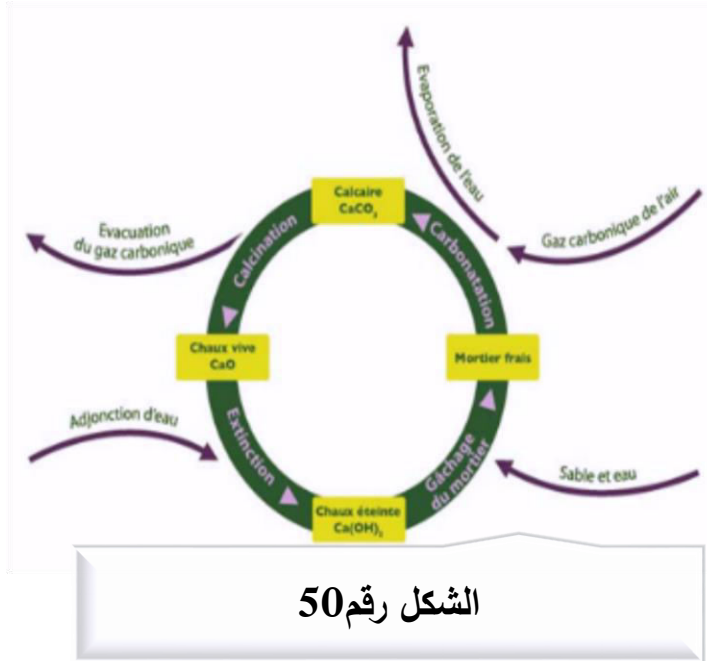 Evaporation de l'eau
Gaz carbonique de l'air
Calcaire
CaCO₃
Carbonatation
Calcination
Evacuation
du gaz carbonique
Chaux vive
CaO
Mortier frais
Adjonction d'eau
Extinction
Gâchage
du mortier
Sable et eau
Chaux éteinte
Ca(OH)₂
الشكل رقم50